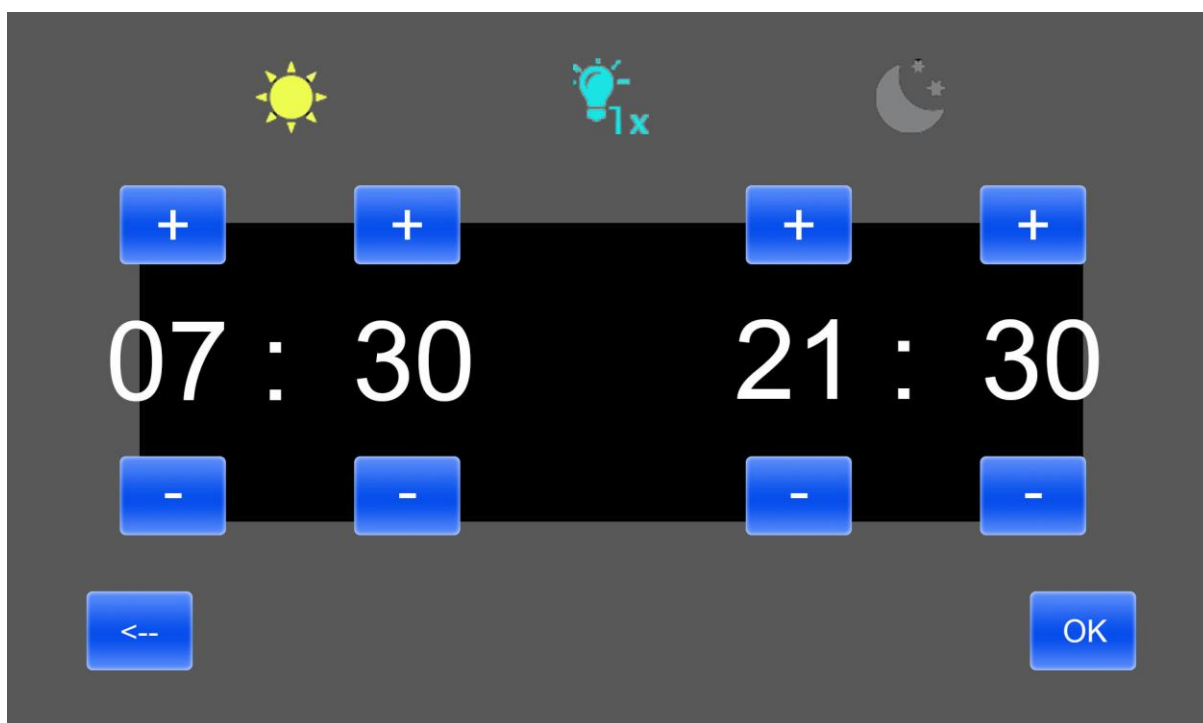 1x
+ + + +
07 : 30 21 : 30
- - - -
<-- OK